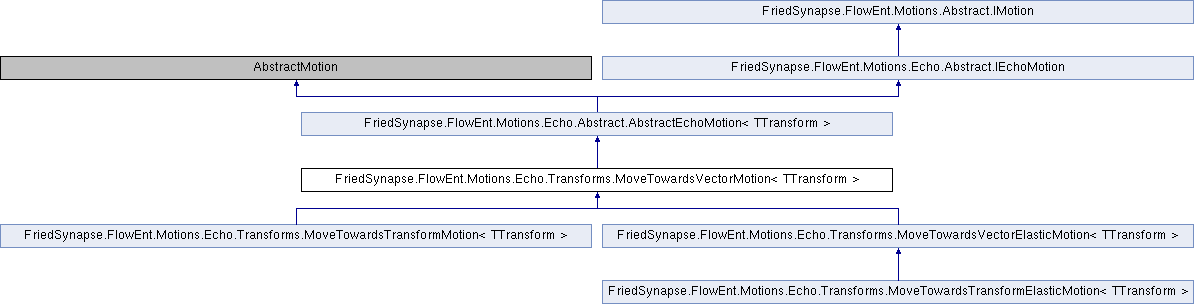 FriedSynapse.FlowEnt.Motions.Abstract.IMotion
AbstractMotion
FriedSynapse.FlowEnt.Motions.Echo.Abstract.IEchoMotion
FriedSynapse.FlowEnt.Motions.Echo.Abstract.AbstractEchoMotion< TTransform >
FriedSynapse.FlowEnt.Motions.Echo.Transforms.MoveTowardsVectorMotion< TTransform >
FriedSynapse.FlowEnt.Motions.Echo.Transforms.MoveTowardsTransformMotion< TTransform >
FriedSynapse.FlowEnt.Motions.Echo.Transforms.MoveTowardsVectorElasticMotion< TTransform >
FriedSynapse.FlowEnt.Motions.Echo.Transforms.MoveTowardsTransformElasticMotion< TTransform >